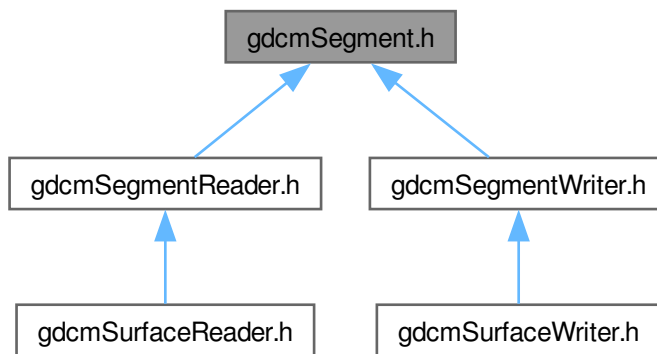 gdcmSegment.h
gdcmSegmentReader.h
gdcmSegmentWriter.h
gdcmSurfaceReader.h
gdcmSurfaceWriter.h